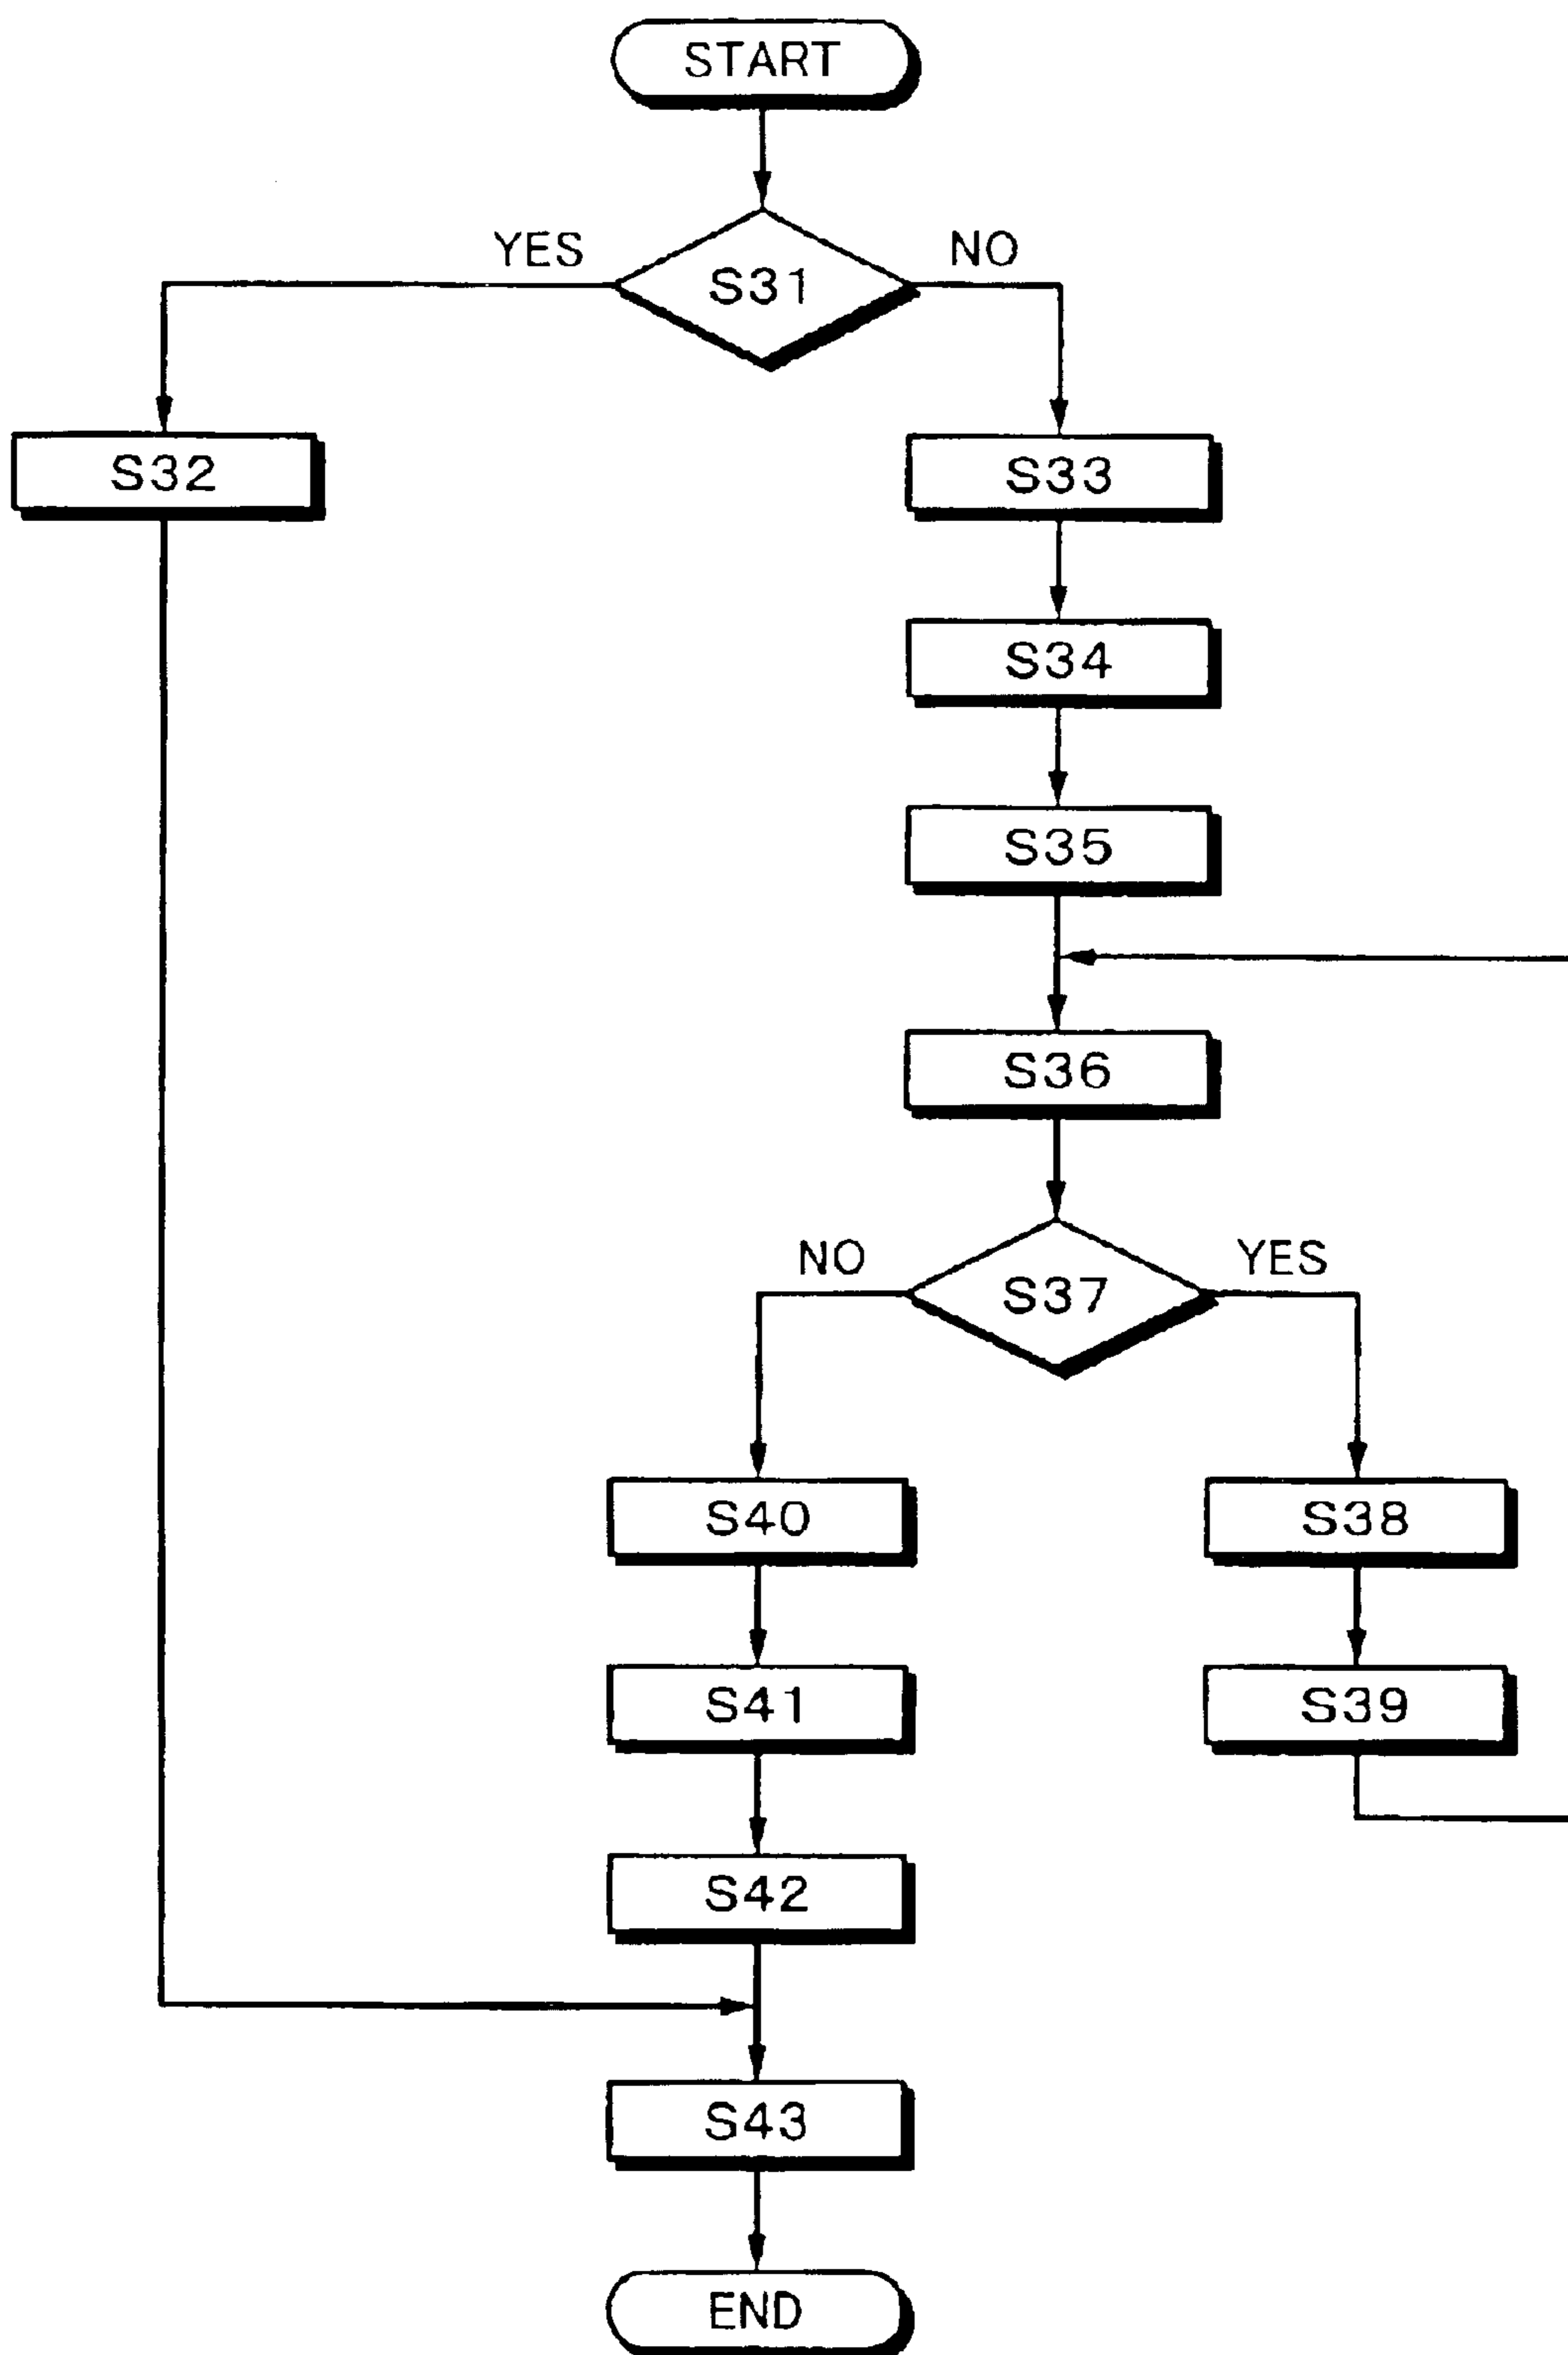 START
YES
NO
S31
S32
S33
S34
S35
S36
NO
YES
S37
S40
S38
S41
S39
S42
S43
END